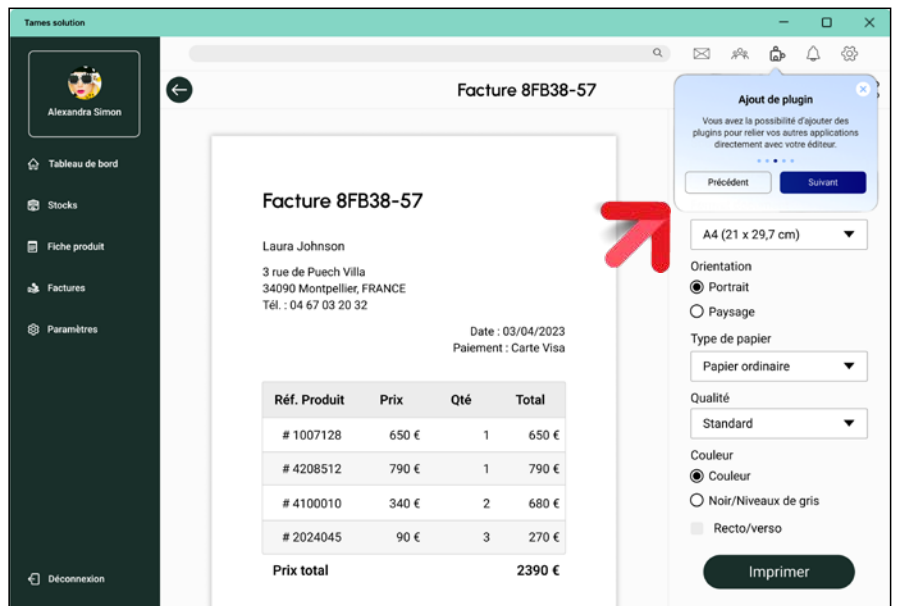 Tames solution
Alexandra Simon
Tableau de bord
Stocks
Fiche produit
Factures
Paramètres
Déconnexion
Facture 8FB38-57
Ajout de plugin
Vous avez la possibilité d'ajouter des
plugins pour relier vos autres applications
directement avec votre éditeur.
Précédent Suivant
Facture 8FB38-57
Laura Johnson
3 rue de Puech Villa
34090 Montpellier, FRANCE
Tél. : 04 67 03 20 32
Date : 03/04/2023
Paiement : Carte Visa
Réf. Produit Prix Qté Total
# 1007128 650 € 1 650 €
# 4208512 790 € 1 790 €
# 4100010 340 € 2 680 €
# 2024045 90 € 3 270 €
Prix total 2390 €
A4 (21 x 29,7 cm)
Orientation
Portrait
Paysage
Type de papier
Papier ordinaire
Qualité
Standard
Couleur
Couleur
Noir/Niveaux de gris
Recto/verso
Imprimer